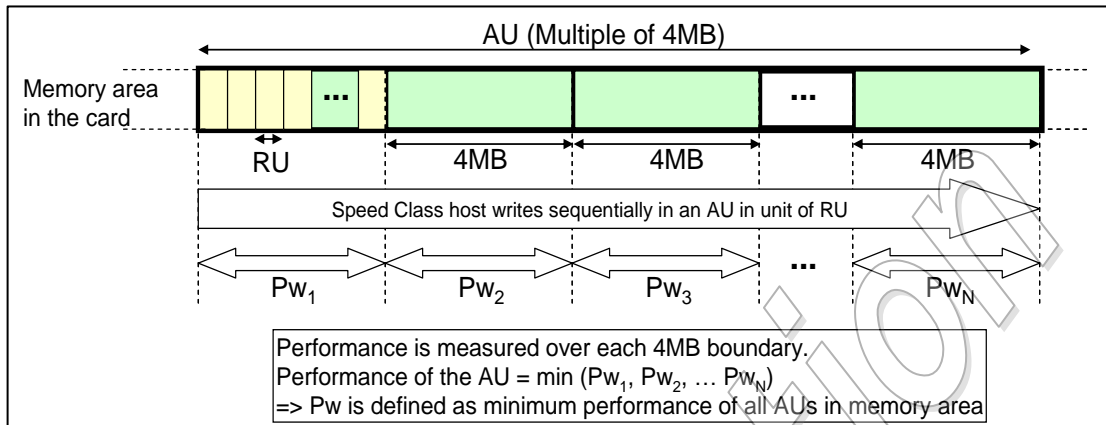 AU (Multiple of 4MB)
Memory area
in the card
...
...
RU
4MB
4MB
4MB
Speed Class host writes sequentially in an AU in unit of RU
...
Pw1
Pw2
Pw3
PwN
Performance is measured over each 4MB boundary.
Performance of the AU = min (Pw1, Pw2, … PwN)
=> Pw is defined as minimum performance of all AUs in memory area
tion